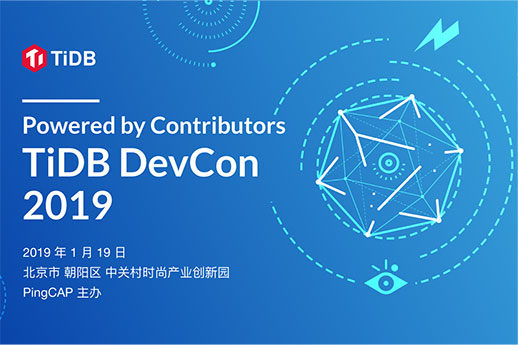 TiDB
Powered by Contributors
TiDB DevCon
2019
2019 年 1 月 19 日
北京市 朝阳区 中关村时尚产业创新园
PingCAP 主办